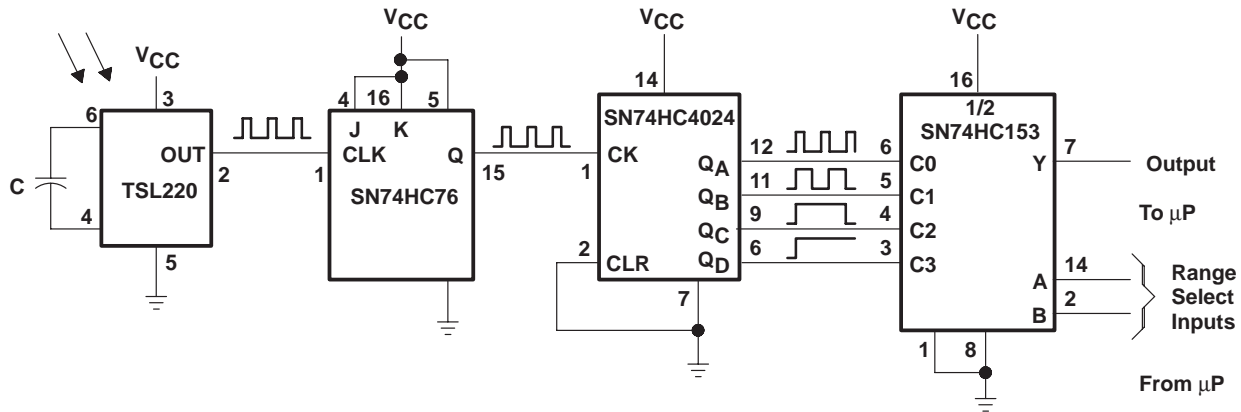 VCC
VCC
VCC
VCC
3
6
OUT
2
TSL220
C
4
5
4
16
5
J
K
CLK
Q
1
15
SN74HC76
14
SN74HC4024
1
CK
QA
12
QB
11
QC
9
QD
6
2
CLR
7
16
1/2
SN74HC153
6
C0
5
C1
4
C2
3
C3
Y
7
A
14
B
2
1
8
Output
To μP
Range
Select
Inputs
From μP